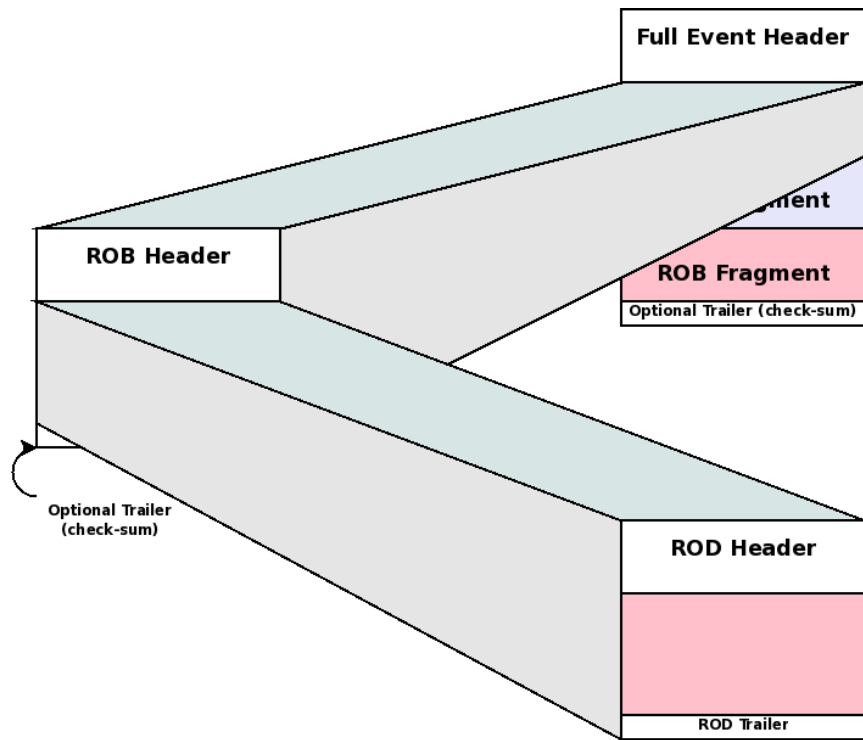 Full Event Header
ROB Header
ROB Fragment
Optional Trailer (check-sum)
Optional Trailer
(check-sum)
ROD Header
ROD Trailer